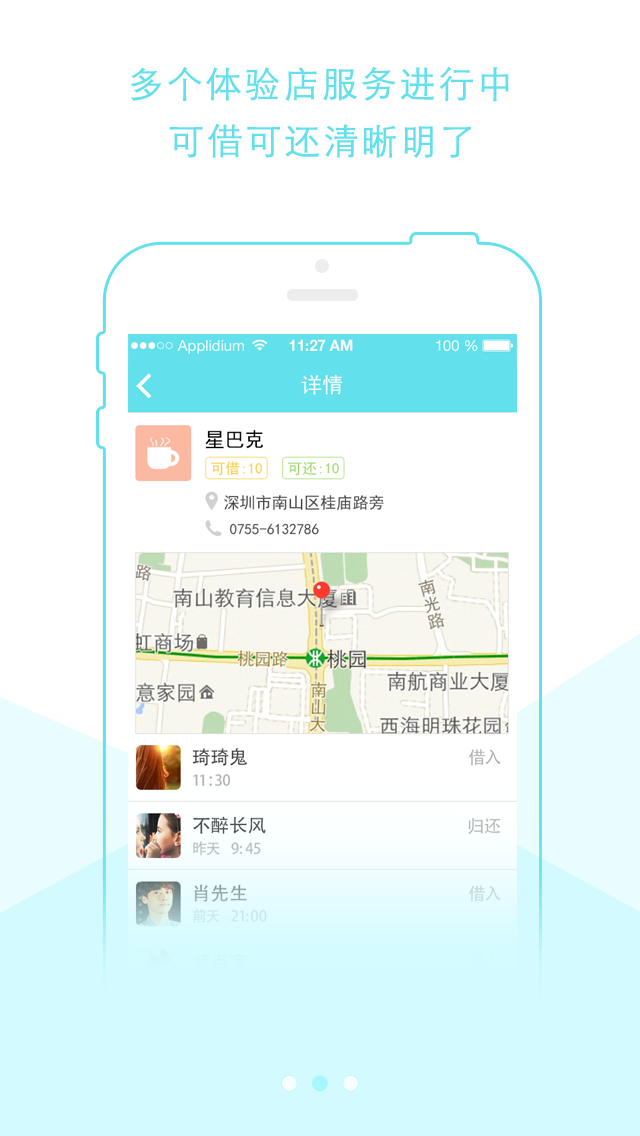 多个体验店服务进行中
可借可还清晰明了
Applidium 11:27 AM 100 %
详情
星巴克
可借:10 可还:10
深圳市南山区桂庙路旁
0755-6132786
路
南山教育信息大厦
南光路
虹商场
桃园路 桃园
意家园
南山大
南航商业大厦
西海明珠花园
琦琦鬼 借入
11:30
不醉长风 归还
昨天 9:45
肖先生 借入
前天 21:00